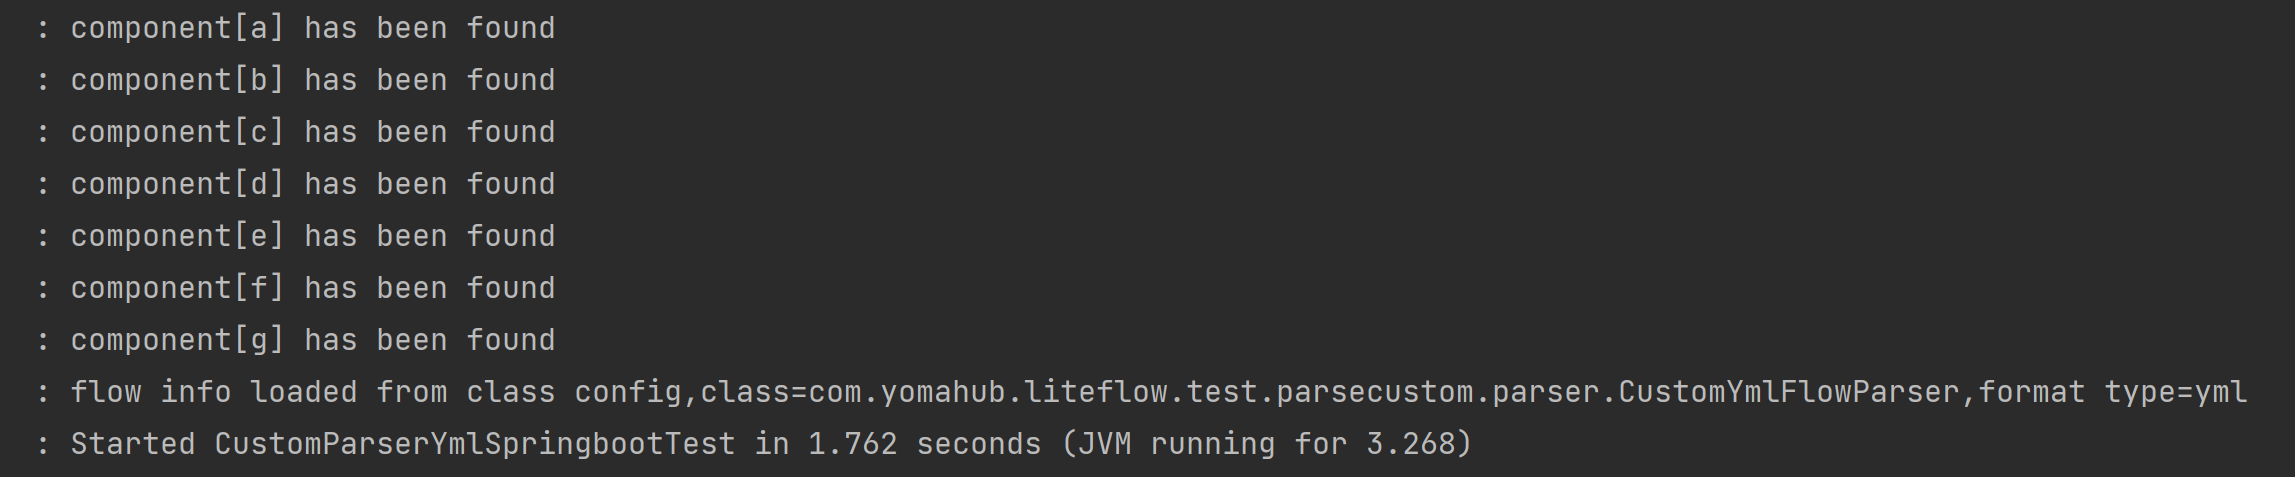 : component[a] has been found
: component[b] has been found
: component[c] has been found
: component[d] has been found
: component[e] has been found
: component[f] has been found
: component[g] has been found
: flow info loaded from class config,class=com.yomahub.liteflow.test.parsecustom.parser.CustomYmlFlowParser,format type=yml
: Started CustomParserYmlSpringbootTest in 1.762 seconds (JVM running for 3.268)